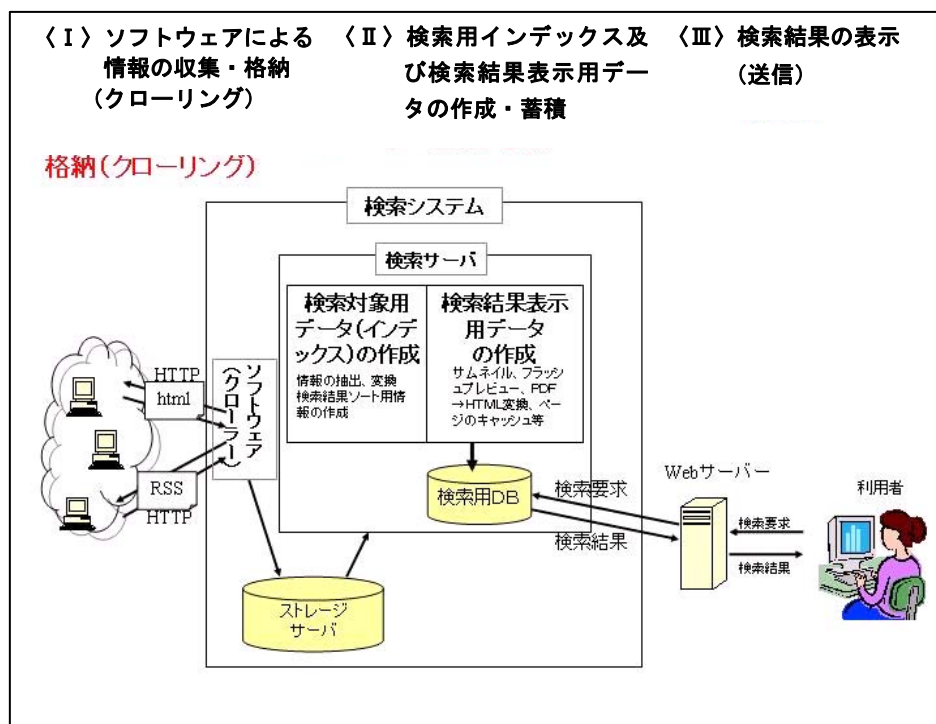 〈Ⅰ〉ソフトウェアによる
情報の収集・格納
(クローリング)
〈Ⅱ〉検索用インデックス及
び検索結果表示用デー
タの作成・蓄積
〈Ⅲ〉検索結果の表示
(送信)
格納(クローリング)
検索システム
検索サーバ
検索対象用
データ(インデ
ックス)の作成
情報の抽出、変換
検索結果ソート用情
報の作成
検索結果表示
用データ
の作成
サムネイル、フラッシ
ュプレビュー、PDF
→HTML変換、ペー
ジのキャッシュ等
ソフトウェア
(クローラー)
HTTP
html
RSS
HTTP
検索用DB
検索要求
検索結果
Webサーバー
利用者
検索要求
検索結果
ストレージ
サーバ